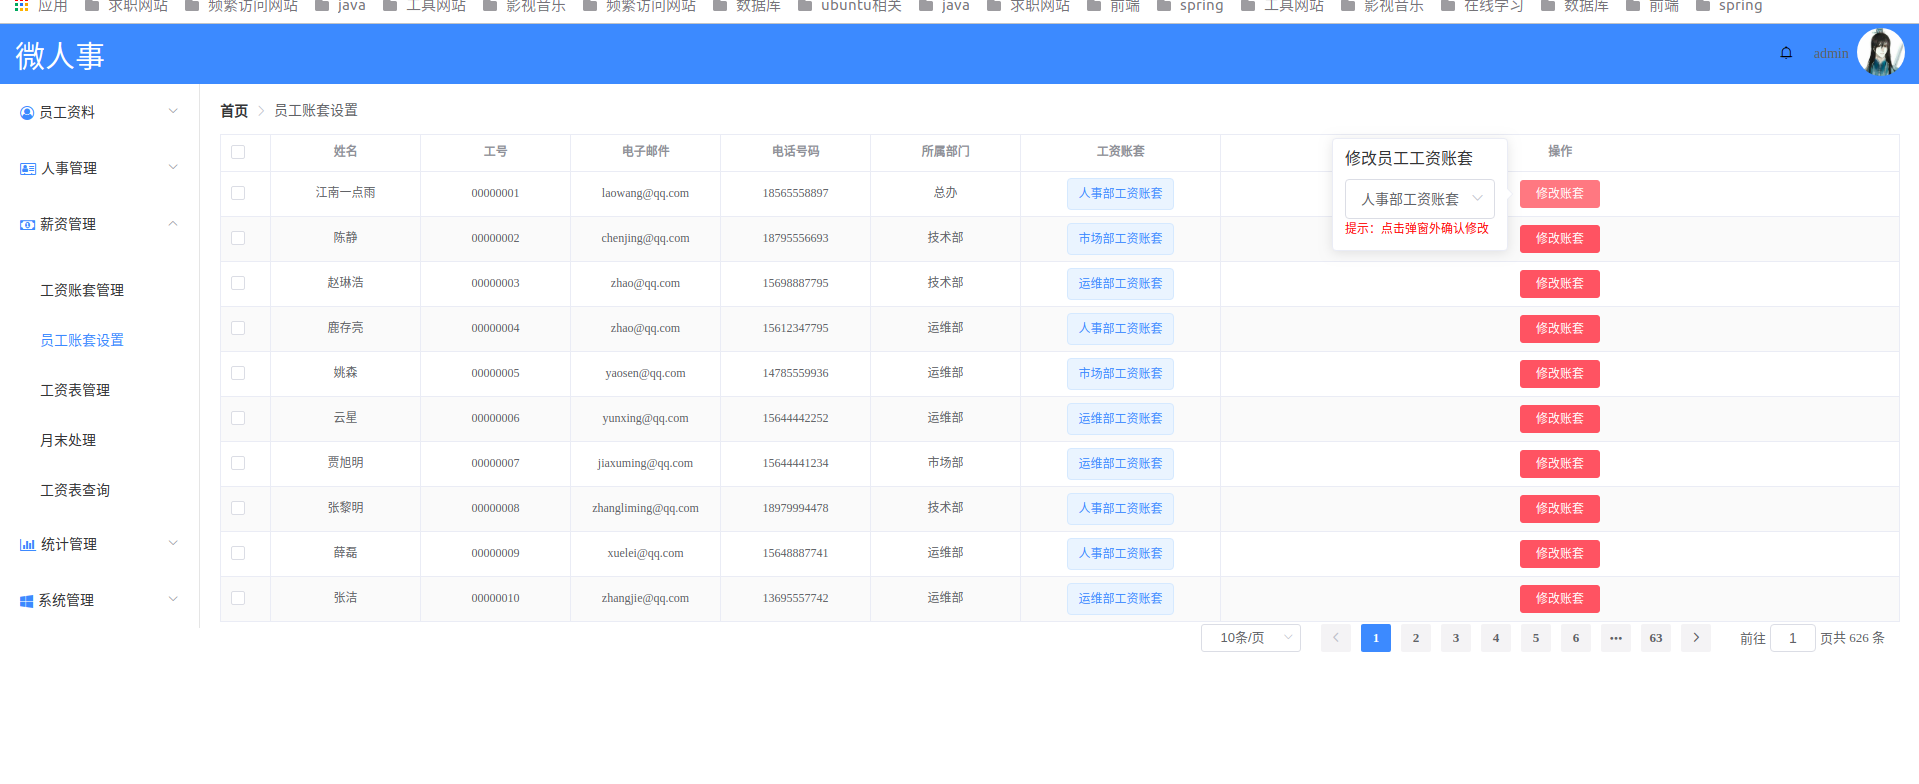 应用 求职网站 频繁访问网站 java 工具网站 影视音乐 频繁访问网站 数据库 ubuntu相关 java 求职网站 前端 spring 工具网站 影视音乐 在线学习 数据库 前端 spring
微人事 admin
员工资料
人事管理
薪资管理
工资账套管理
员工账套设置
工资表管理
月末处理
工资表查询
统计管理
系统管理
首页 > 员工账套设置
姓名 工号 电子邮件 电话号码 所属部门 工资账套 操作
江南一点雨 00000001 laowang@qq.com 18565558897 总办 人事部工资账套 修改账套
陈静 00000002 chenjing@qq.com 18795556693 技术部 市场部工资账套 修改账套
赵琳浩 00000003 zhao@qq.com 15698887795 技术部 运维部工资账套 修改账套
鹿存亮 00000004 zhao@qq.com 15612347795 运维部 人事部工资账套 修改账套
姚森 00000005 yaosen@qq.com 14785559936 运维部 市场部工资账套 修改账套
云星 00000006 yunxing@qq.com 15644442252 运维部 运维部工资账套 修改账套
贾旭明 00000007 jiaxuming@qq.com 15644441234 市场部 运维部工资账套 修改账套
张黎明 00000008 zhangliming@qq.com 18979994478 技术部 人事部工资账套 修改账套
薛磊 00000009 xuelei@qq.com 15648887741 运维部 人事部工资账套 修改账套
张洁 00000010 zhangjie@qq.com 13695557742 运维部 运维部工资账套 修改账套
修改员工工资账套
人事部工资账套
提示：点击弹窗外确认修改
10条/页 < 1 2 3 4 5 6 ••• 63 > 前往 1 页共 626 条